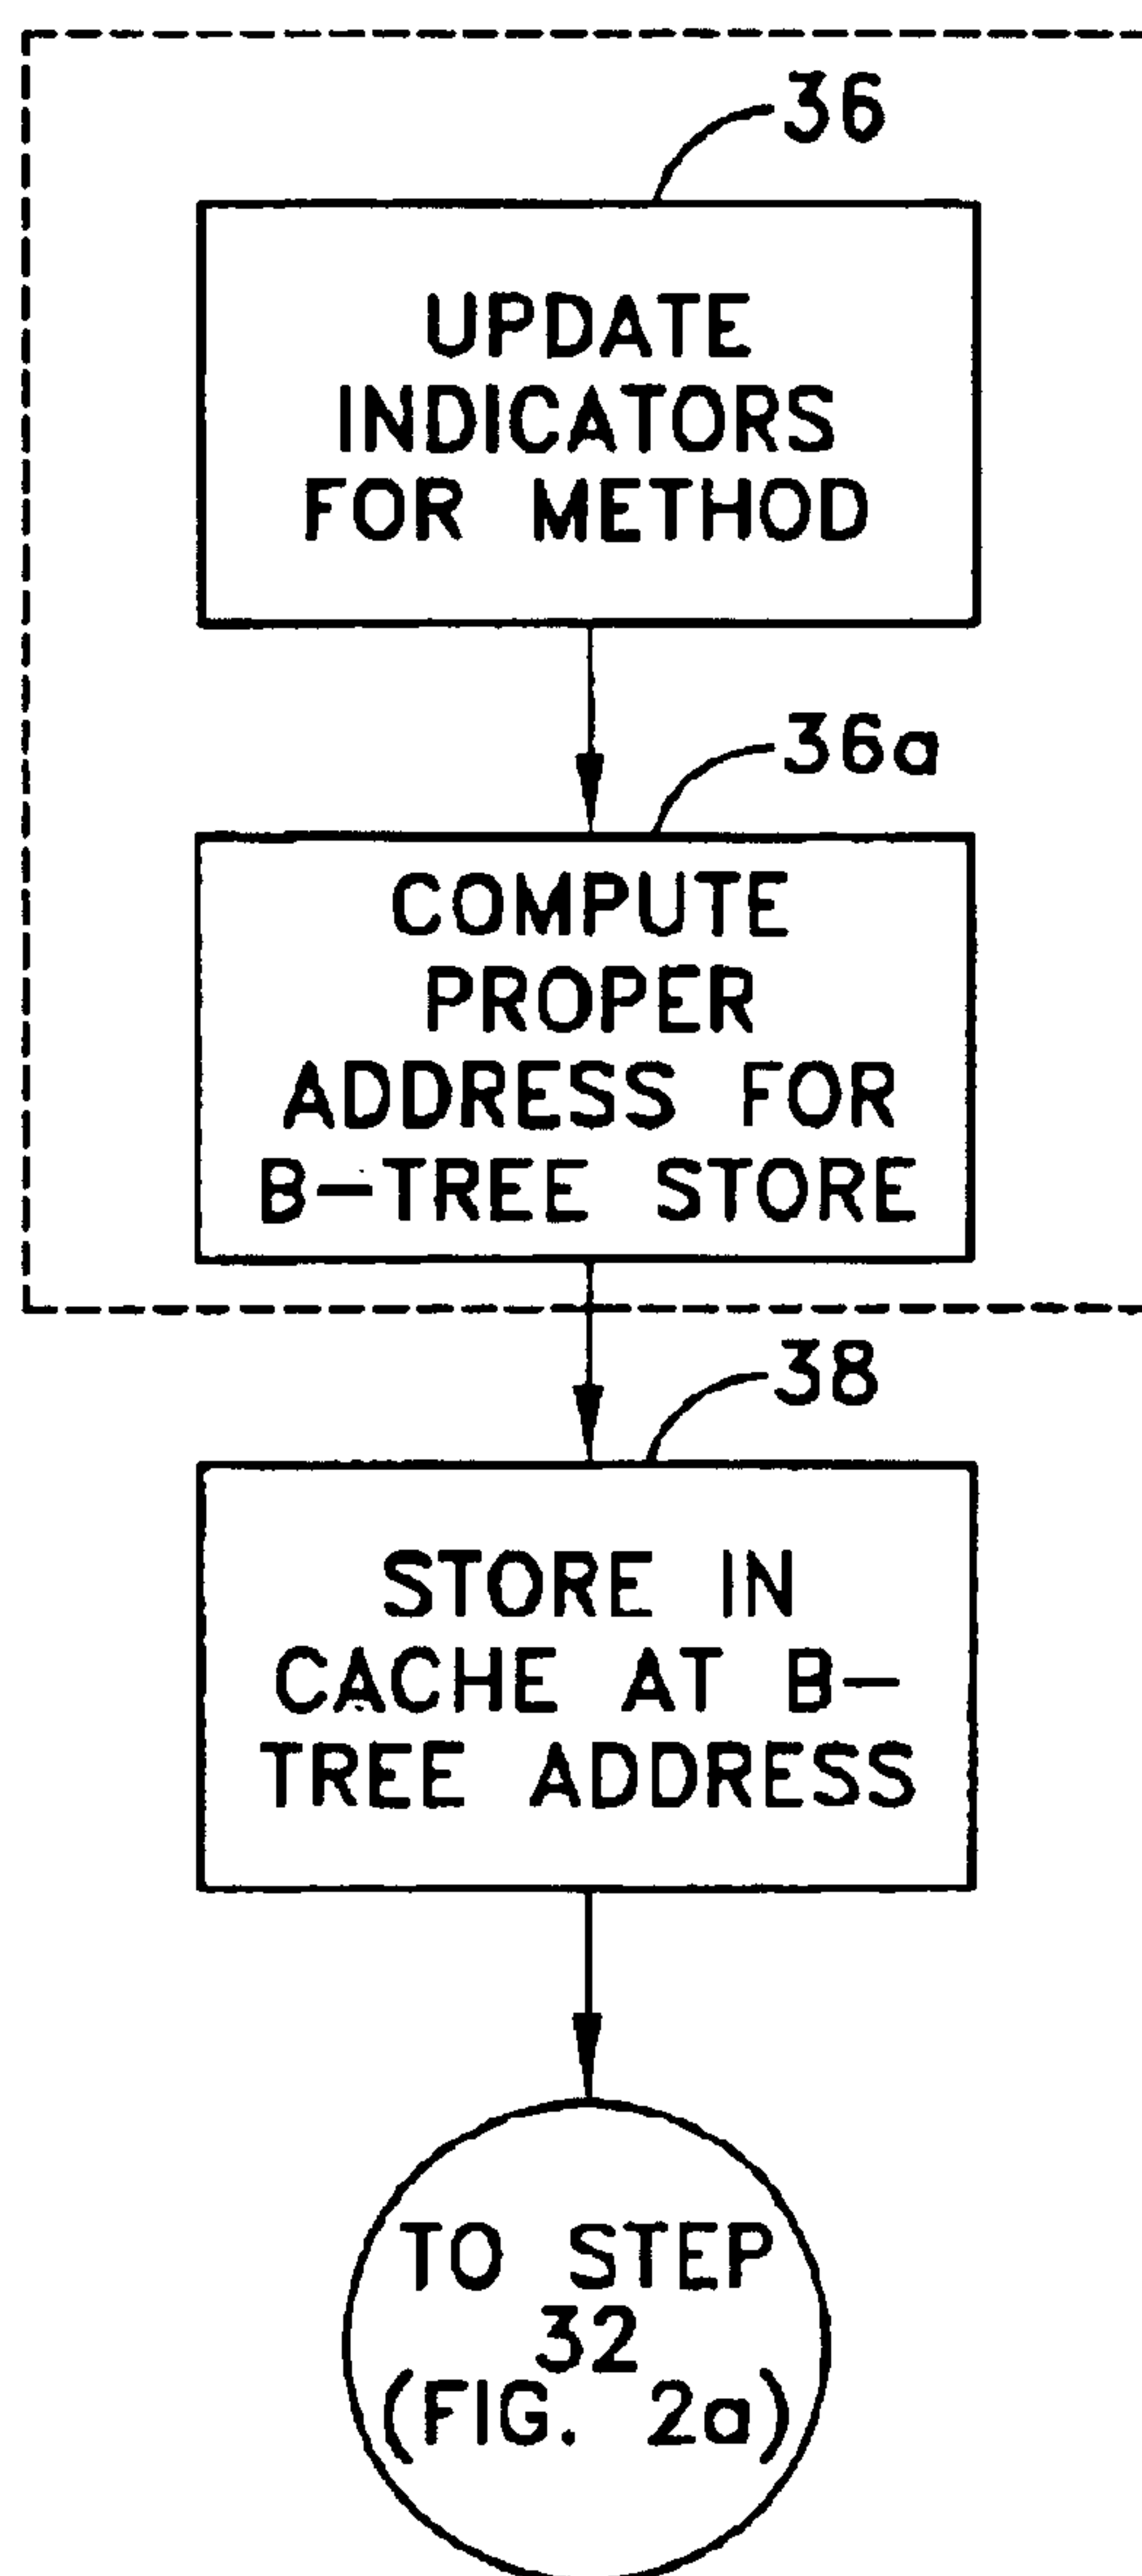 36
UPDATE
INDICATORS
FOR METHOD
36a
COMPUTE
PROPER
ADDRESS FOR
B-TREE STORE
38
STORE IN
CACHE AT B-
TREE ADDRESS
TO STEP
32
(FIG. 2a)